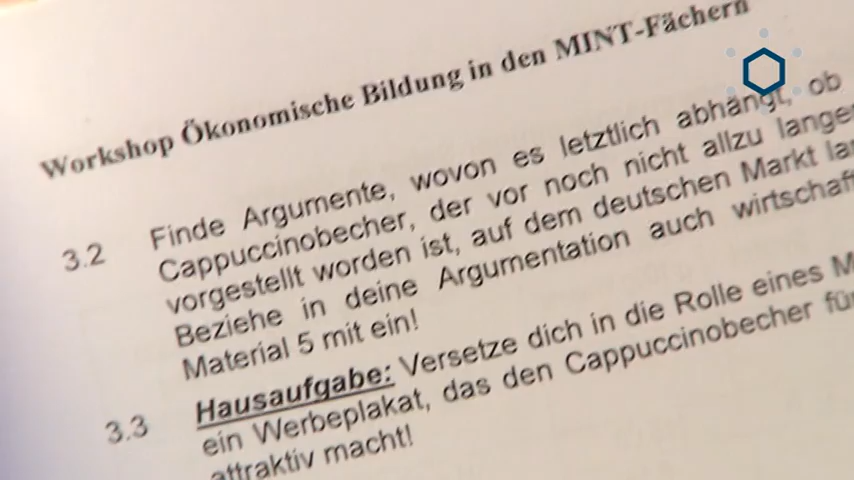 Workshop Ökonomische Bildung in den MINT-Fächern
3.2 Finde Argumente, wovon es letztlich abhängt, ob
Cappuccinobecher, der vor noch nicht allzu langer
vorgestellt worden ist, auf dem deutschen Markt
Beziehe in deine Argumentation auch
Material 5 mit ein!
3.3 Hausaufgabe: Versetze dich in die Rolle eines
ein Werbeplakat, das den Cappuccinobecher für
attraktiv macht!